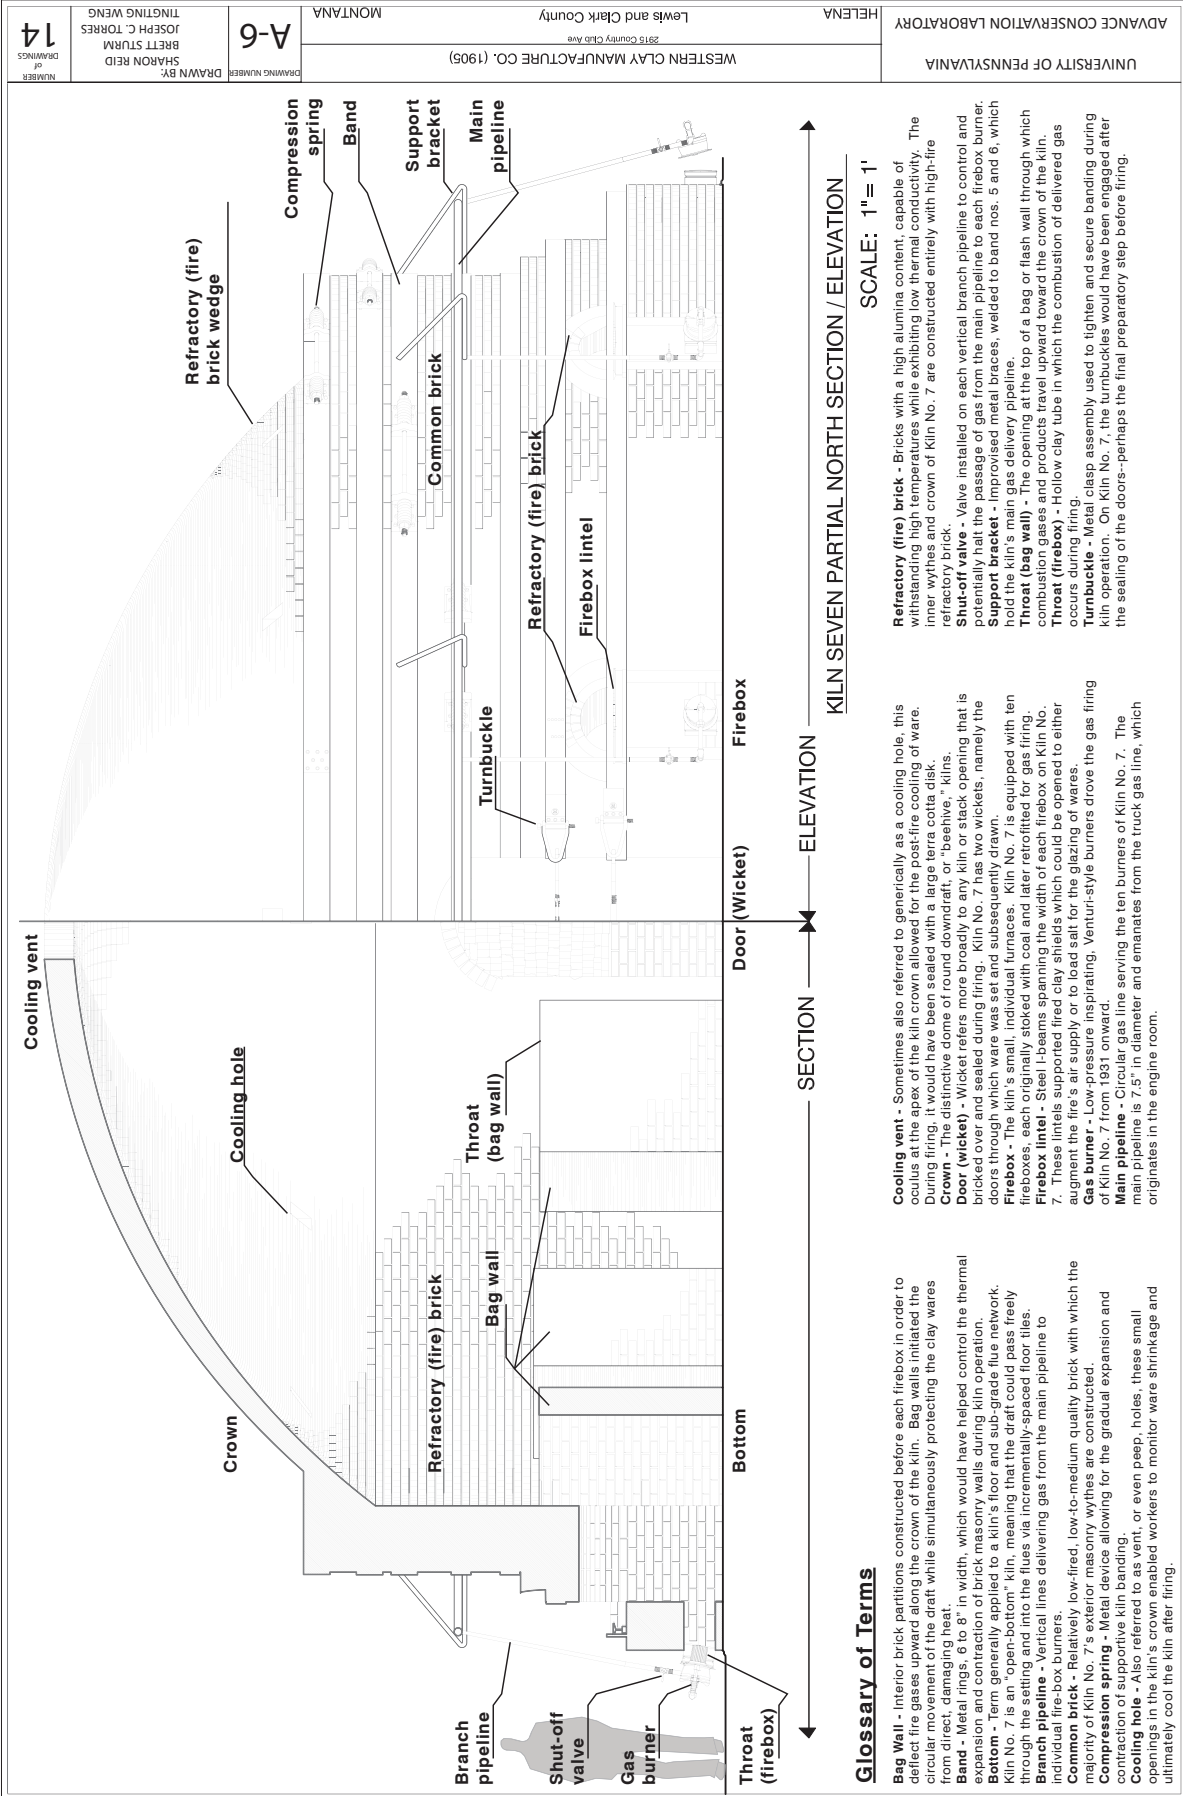 Cooling vent
Crown
Cooling hole
Refractory (fire) brick
Bag wall
Throat
(bag wall)
Branch
pipeline
Shut-off
valve
Gas
burner
Throat
(firebox)
Bottom
Door (Wicket)
Firebox
Refractory (fire)
brick wedge
Compression
spring
Band
Support
bracket
Main
pipeline
Common brick
Refractory (fire) brick
Firebox lintel
Turnbuckle
SECTION
ELEVATION
KILN SEVEN PARTIAL NORTH SECTION / ELEVATION
SCALE: 1"= 1'
Glossary of Terms
Bag Wall - Interior brick partitions constructed before each firebox in order to
deflect fire gases upward along the crown of the kiln. Bag walls initiated the
circular movement of the draft while simultaneously protecting the clay wares
from direct, damaging heat.
Band - Metal rings, 6 to 8" in width, which would have helped control the thermal
expansion and contraction of brick masonry walls during kiln operation.
Bottom - Term generally applied to a kiln's floor and sub-grade flue network.
Kiln No. 7 is an "open-bottom" kiln, meaning that the draft could pass freely
through the setting and into the flues via incrementally-spaced floor tiles.
Branch pipeline - Vertical lines delivering gas from the main pipeline to
individual fire-box burners.
Common brick - Relatively low-fired, low-to-medium quality brick with which the
majority of Kiln No. 7's exterior masonry wythes are constructed.
Compression spring - Metal device allowing for the gradual expansion and
contraction of supportive kiln banding.
Cooling hole - Also referred to as vent, or even peep, holes, these small
openings in the kiln's crown enabled workers to monitor ware shrinkage and
ultimately cool the kiln after firing.
Cooling vent - Sometimes also referred to generically as a cooling hole, this
oculus at the apex of the kiln crown allowed for the post-fire cooling of ware.
During firing, it would have been sealed with a large terra cotta disk.
Crown - The distinctive dome of round downdraft, or "beehive," kilns.
Door (wicket) - Wicket refers more broadly to any kiln or stack opening that is
bricked over and sealed during firing. Kiln No. 7 has two wickets, namely the
doors through which ware was set and subsequently drawn.
Firebox - The kiln's small, individual furnaces. Kiln No. 7 is equipped with ten
fireboxes, each originally stoked with coal and later retrofitted for gas firing.
Firebox lintel - Steel I-beams spanning the width of each firebox on Kiln No.
7. These lintels supported fired clay shields which could be opened to either
augment the fire's air supply or to load salt for the glazing of wares.
Gas burner - Low-pressure inspirating, Venturi-style burners drove the gas firing
of Kiln No. 7 from 1931 onward.
Main pipeline - Circular gas line serving the ten burners of Kiln No. 7. The
main pipeline is 7.5" in diameter and emanates from the truck gas line, which
originates in the engine room.
Refractory (fire) brick - Bricks with a high alumina content, capable of
withstanding high temperatures while exhibiting low thermal conductivity. The
inner wythes and crown of Kiln No. 7 are constructed entirely with high-fire
refractory brick.
Shut-off valve - Valve installed on each vertical branch pipeline to control and
potentially halt the passage of gas from the main pipeline to each firebox burner.
Support bracket - Improvised metal braces, welded to band nos. 5 and 6, which
hold the kiln's main gas delivery pipeline.
Throat (bag wall) - The opening at the top of a bag or flash wall through which
combustion gases and products travel upward toward the crown of the kiln.
Throat (firebox) - Hollow clay tube in which the combustion of delivered gas
occurs during firing.
Turnbuckle - Metal clasp assembly used to tighten and secure banding during
kiln operation. On Kiln No. 7, the turnbuckles would have been engaged after
the sealing of the doors--perhaps the final preparatory step before firing.
UNIVERSITY OF PENNSYLVANIA
ADVANCE CONSERVATION LABORATORY
WESTERN CLAY MANUFACTURE CO. (1905)
2915 Country Club Ave
HELENA
Lewis and Clark County
MONTANA
DRAWING NUMBER
A-6
DRAWN BY:
SHARON REID
BRETT STURM
JOSEPH C. TORRES
TINGTING WENG
NUMBER
of
DRAWINGS
14